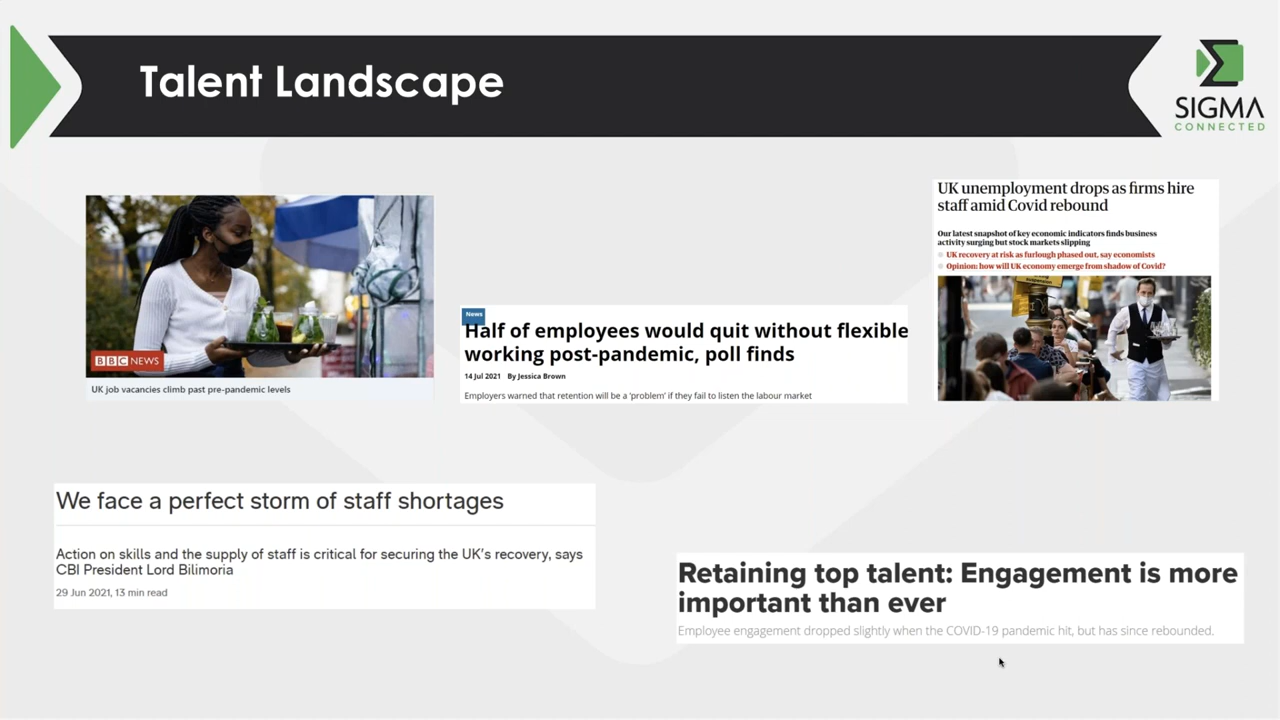 Talent Landscape
SIGMA
CONNECTED
BBC NEWS
UK job vacancies climb past pre-pandemic levels
News
Half of employees would quit without flexible
working post-pandemic, poll finds
14 Jul 2021 By Jessica Brown
Employers warned that retention will be a 'problem' if they fail to listen the labour market
UK unemployment drops as firms hire
staff amid Covid rebound
Our latest snapshot of key economic indicators finds business
activity surging but stock markets slipping
UK recovery at risk as furlough phased out, say economists
Opinion: how will UK economy emerge from shadow of Covid?
We face a perfect storm of staff shortages
Action on skills and the supply of staff is critical for securing the UK's recovery, says
CBI President Lord Bilimoria
29 Jun 2021, 13 min read
Retaining top talent: Engagement is more
important than ever
Employee engagement dropped slightly when the COVID-19 pandemic hit, but has since rebounded.